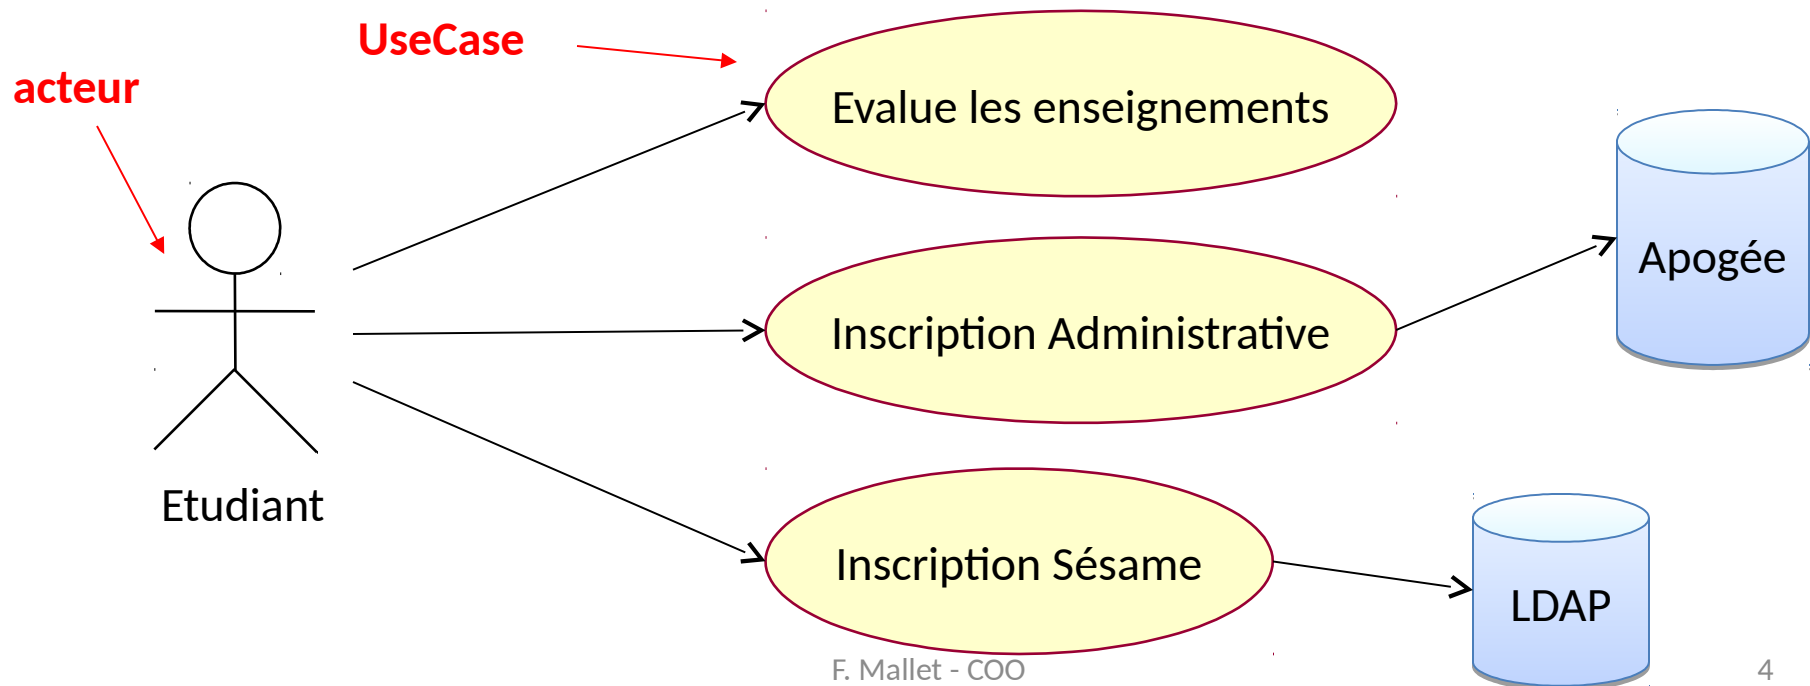 UseCase
acteur
Evalue les enseignements
Apogée
Inscription Administrative
Etudiant
Inscription Sésame
LDAP
F. Mallet - COO
4